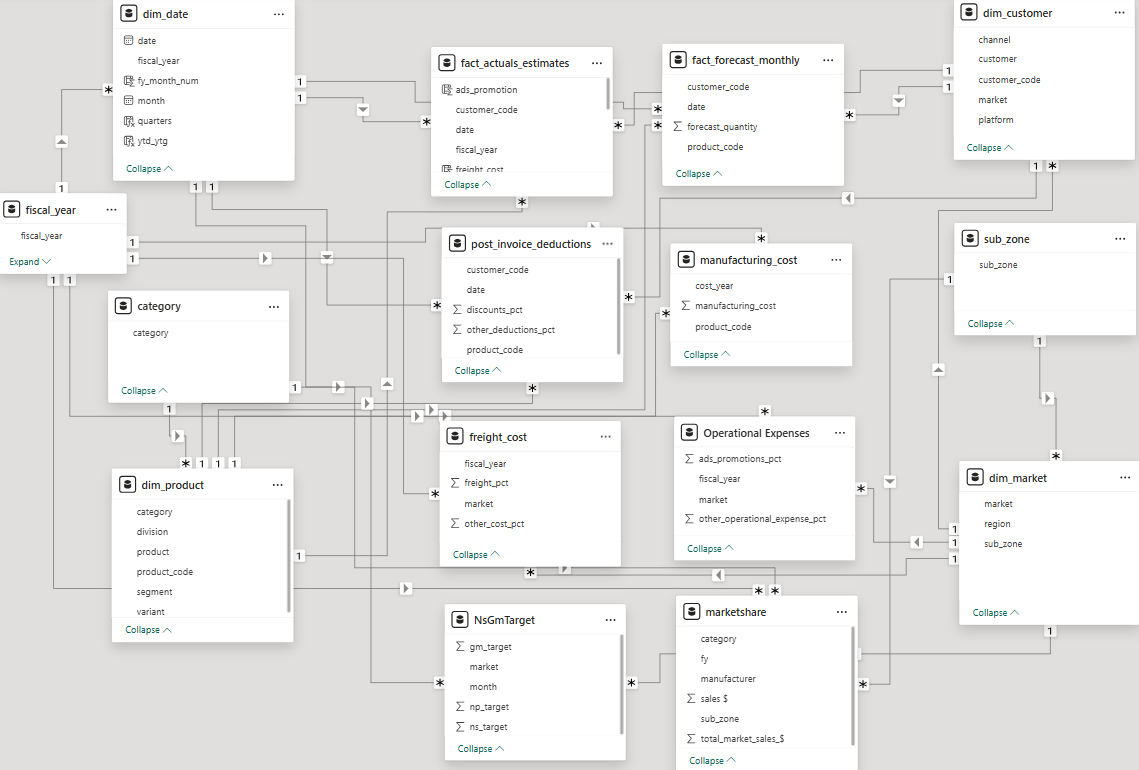 dim_date
date
fiscal_year
fy_month_num
month
quarters
ytd_ytg
Collapse
fact_actuals_estimates
ads_promotion
customer_code
date
fiscal_year
freight_cost
Collapse
fact_forecast_monthly
customer_code
date
forecast_quantity
product_code
Collapse
dim_customer
channel
customer
customer_code
market
platform
Collapse
fiscal_year
fiscal_year
Expand
post_invoice_deductions
customer_code
date
discounts_pct
other_deductions_pct
product_code
Collapse
manufacturing_cost
cost_year
manufacturing_cost
product_code
Collapse
sub_zone
sub_zone
Collapse
category
category
Collapse
freight_cost
fiscal_year
freight_pct
market
other_cost_pct
Collapse
Operational Expenses
ads_promotions_pct
fiscal_year
market
other_operational_expense_pct
Collapse
dim_product
category
division
product
product_code
segment
variant
Collapse
dim_market
market
region
sub_zone
Collapse
NsGmTarget
gm_target
market
month
np_target
ns_target
Collapse
marketshare
category
fy
manufacturer
sales $
sub_zone
total_market_sales_$
Collapse